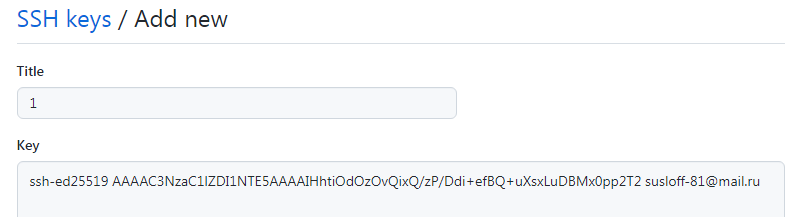 SSH keys / Add new
Title
1
Key
ssh-ed25519 AAAAC3NzaC1lZDI1NTE5AAAAIHhtiOdOzOvQixQ/zP/Ddi+efBQ+uXsxLuDBMx0pp2T2 susloff-81@mail.ru